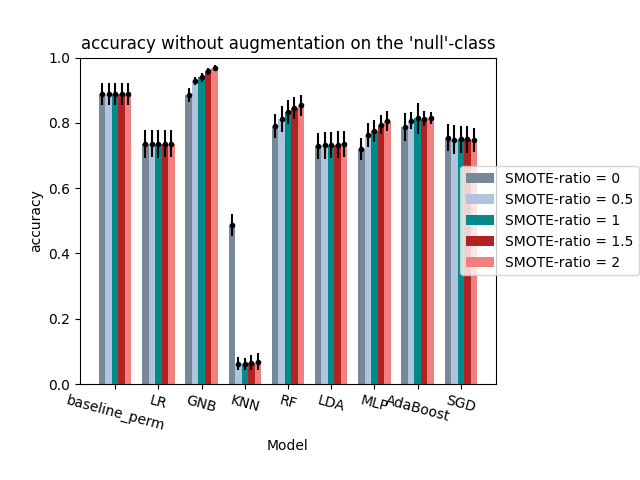 accuracy without augmentation on the 'null'-class
1.0
0.8
0.6
0.4
0.2
0.0
accuracy
SMOTE-ratio = 0
SMOTE-ratio = 0.5
SMOTE-ratio = 1
SMOTE-ratio = 1.5
SMOTE-ratio = 2
baseline_perm
LR
GNB
KNN
RF
LDA
MLP
AdaBoost
SGD
Model